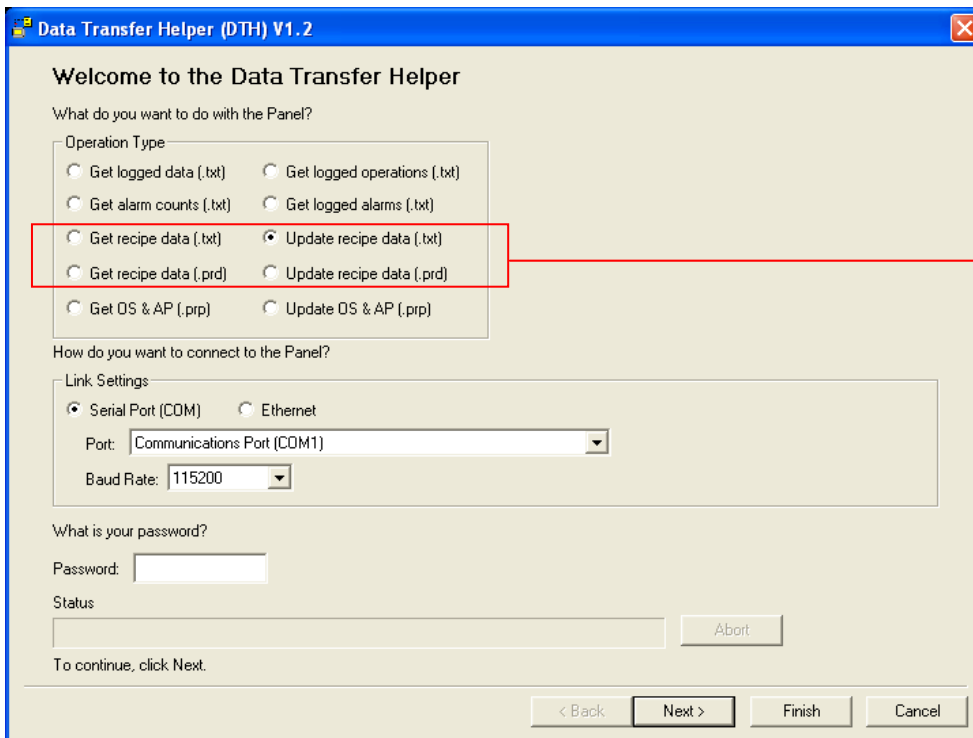 Data Transfer Helper (DTH) V1.2
Welcome to the Data Transfer Helper
What do you want to do with the Panel?
Operation Type
Get logged data (.txt) Get logged operations (.txt)
Get alarm counts (.txt) Get logged alarms (.txt)
Get recipe data (.txt) Update recipe data (.txt)
Get recipe data (.prd) Update recipe data (.prd)
Get OS & AP (.prp) Update OS & AP (.prp)
How do you want to connect to the Panel?
Link Settings
Serial Port (COM) Ethernet
Port: Communications Port (COM1)
Baud Rate: 115200
What is your password?
Password:
Status
Abort
To continue, click Next.
< Back Next > Finish Cancel